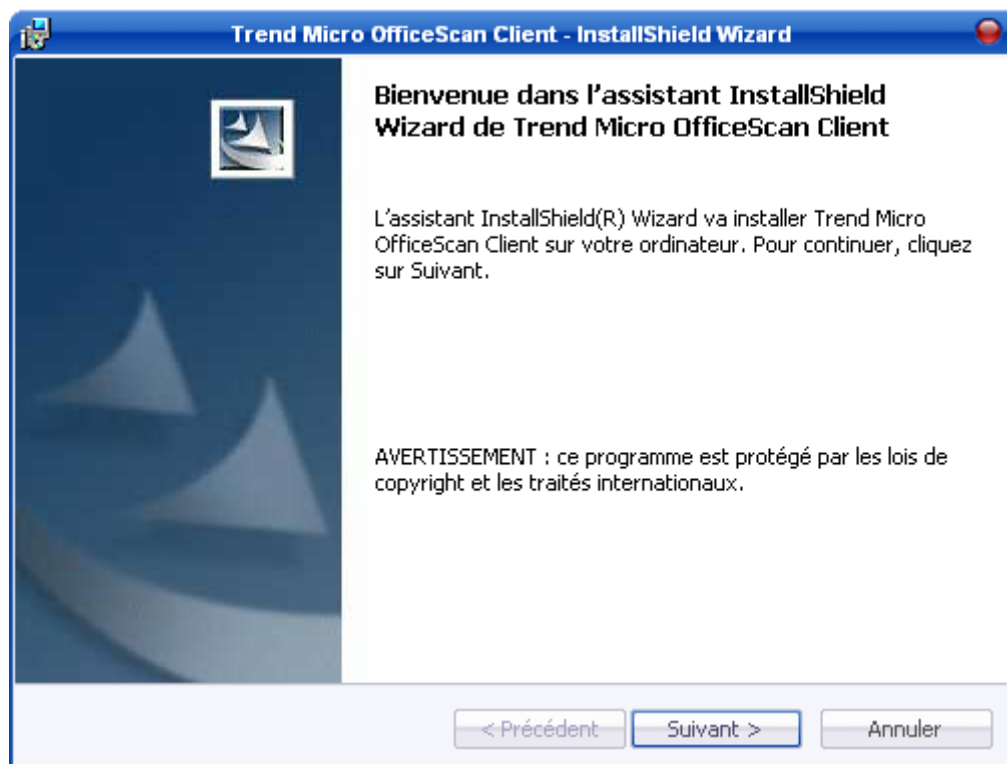 Trend Micro OfficeScan Client - InstallShield Wizard
Bienvenue dans l'assistant InstallShield
Wizard de Trend Micro OfficeScan Client
L'assistant InstallShield(R) Wizard va installer Trend Micro
OfficeScan Client sur votre ordinateur. Pour continuer, cliquez
sur Suivant.
AVERTISSEMENT : ce programme est protégé par les lois de
copyright et les traités internationaux.
< Précédent
Suivant >
Annuler